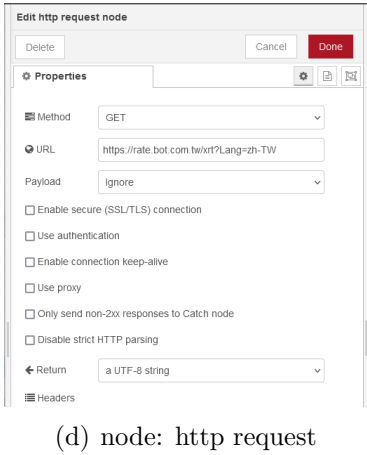 Edit http request node
Delete Cancel Done
Properties
Method GET
URL https://rate.bot.com.tw/xrt?Lang=zh-TW
Payload Ignore
Enable secure (SSL/TLS) connection
Use authentication
Enable connection keep-alive
Use proxy
Only send non-2xx responses to Catch node
Disable strict HTTP parsing
Return a UTF-8 string
Headers
(d) node: http request